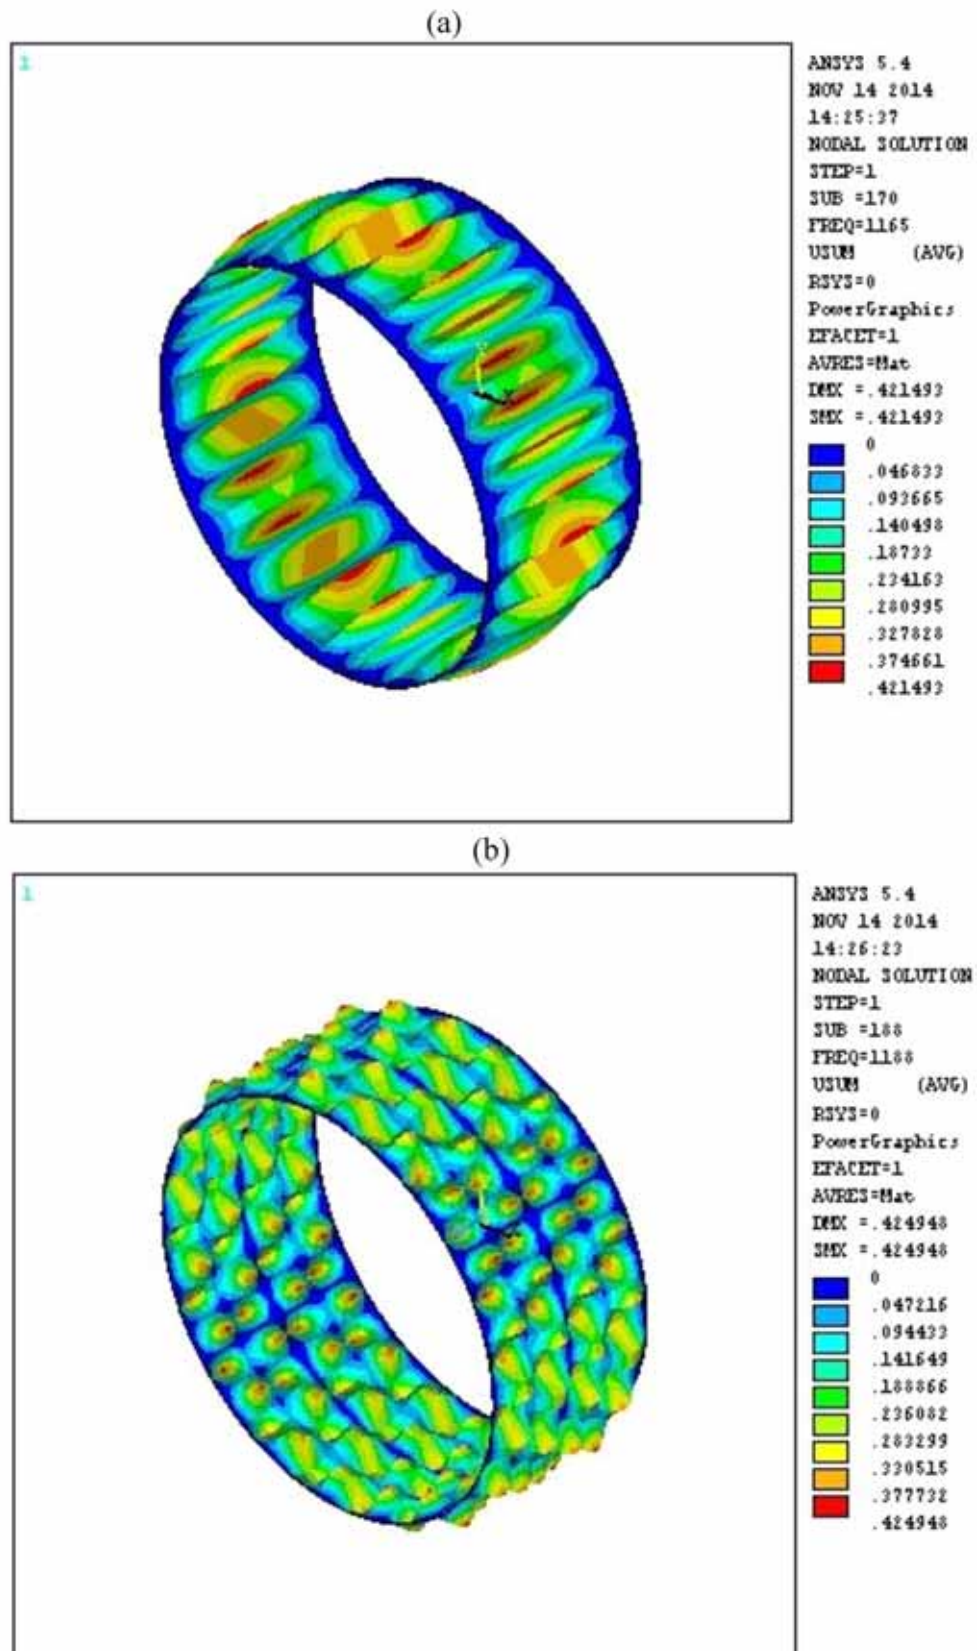 (a)
1
ANSYS 5.4
NOV 14 2014
14:25:37
NODAL SOLUTION
STEP=1
SUB =170
FREQ=1165
USUM (AVG)
RSYS=0
PowerGraphics
EFACET=1
AVRES=Mat
DMX =.421493
SMX =.421493
0
.046833
.093665
.140498
.18733
.234163
.280995
.327828
.374661
.421493
(b)
1
ANSYS 5.4
NOV 14 2014
14:26:23
NODAL SOLUTION
STEP=1
SUB =188
FREQ=1188
USUM (AVG)
RSYS=0
PowerGraphics
EFACET=1
AVRES=Mat
DMX =.424948
SMX =.424948
0
.047216
.094433
.141649
.188866
.236082
.283299
.330515
.377732
.424948